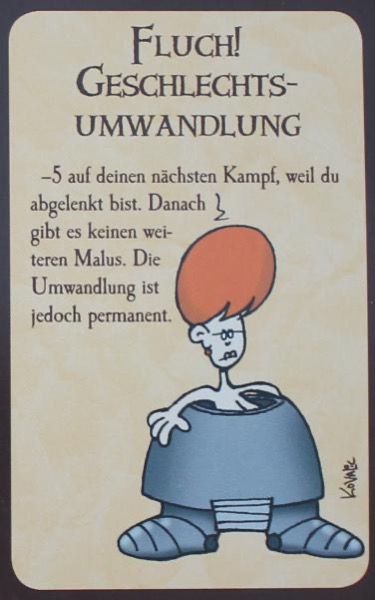 FLUCH!
GESCHLECHTS-
UMWANDLUNG
–5 auf deinen nächsten Kampf, weil du
abgelenkt bist. Danach
gibt es keinen wei-
teren Malus. Die
Umwandlung ist
jedoch permanent.
KOVALIC